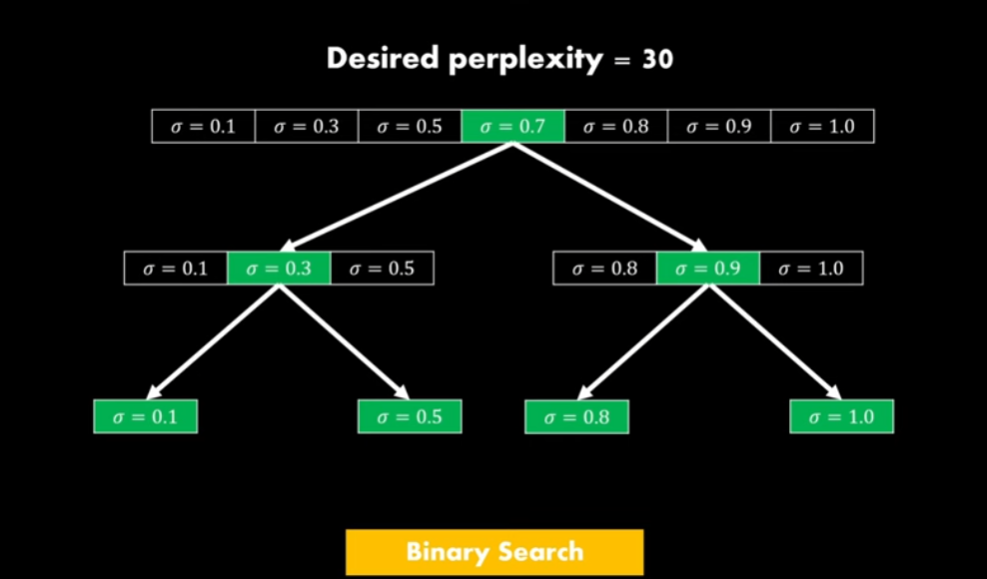 Desired perplexity = 30
σ = 0.1 σ = 0.3 σ = 0.5 σ = 0.7 σ = 0.8 σ = 0.9 σ = 1.0
σ = 0.1 σ = 0.3 σ = 0.5 σ = 0.8 σ = 0.9 σ = 1.0
σ = 0.1 σ = 0.5 σ = 0.8 σ = 1.0
Binary Search